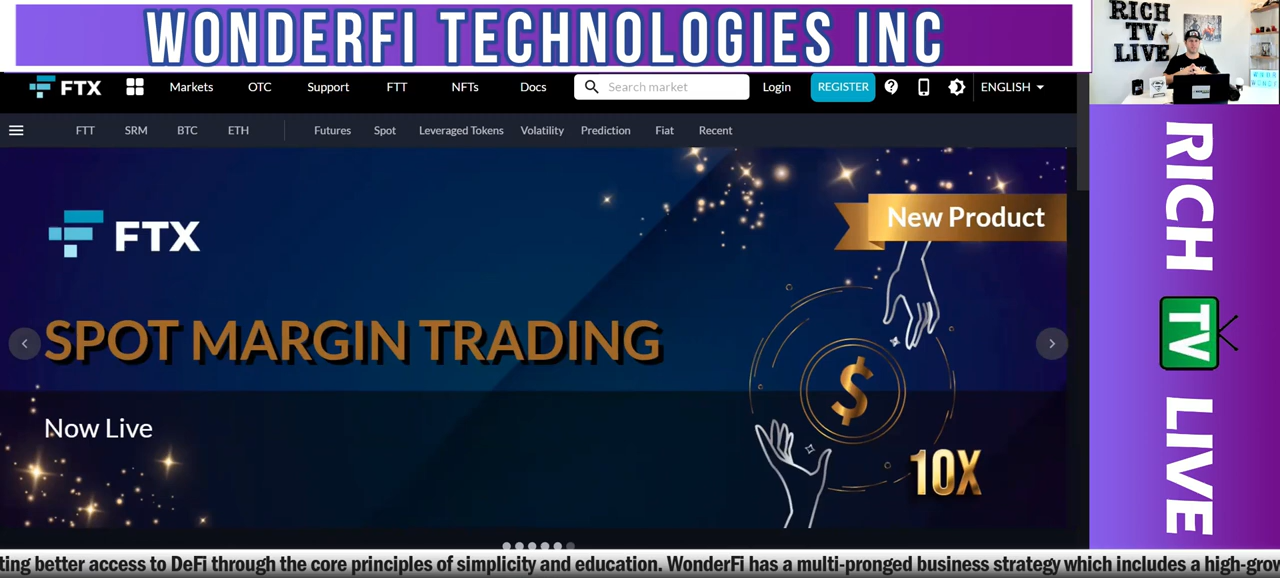 WONDERFI TECHNOLOGIES INC
RICH
TV
LIVE
FTX
Markets
OTC
Support
FTT
NFTs
Docs
Search market
Login
REGISTER
ENGLISH
FTT
SRM
BTC
ETH
Futures
Spot
Leveraged Tokens
Volatility
Prediction
Fiat
Recent
FTX
New Product
SPOT MARGIN TRADING
Now Live
$
10X
RICH
TV
LIVE
ting better access to DeFi through the core principles of simplicity and education. WonderFi has a multi-pronged business strategy which includes a high-grov